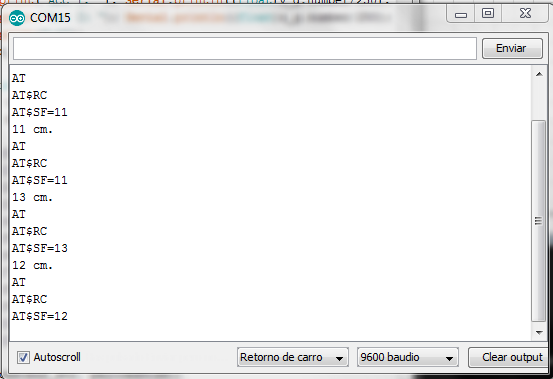 COM15
Enviar
AT
AT$RC
AT$SF=11
11 cm.
AT
AT$RC
AT$SF=11
13 cm.
AT
AT$RC
AT$SF=13
12 cm.
AT
AT$RC
AT$SF=12
Autoscroll
Retorno de carro
9600 baudio
Clear output